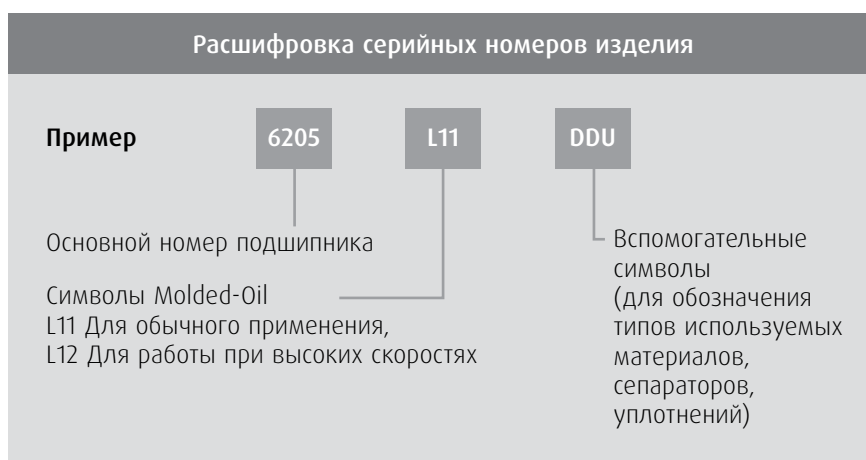 Расшифровка серийных номеров изделия
Пример 6205 L11 DDU
Основной номер подшипника
Символы Molded-Oil
L11 Для обычного применения,
L12 Для работы при высоких скоростях
Вспомогательные
символы
(для обозначения
типов используемых
материалов,
сепараторов,
уплотнений)